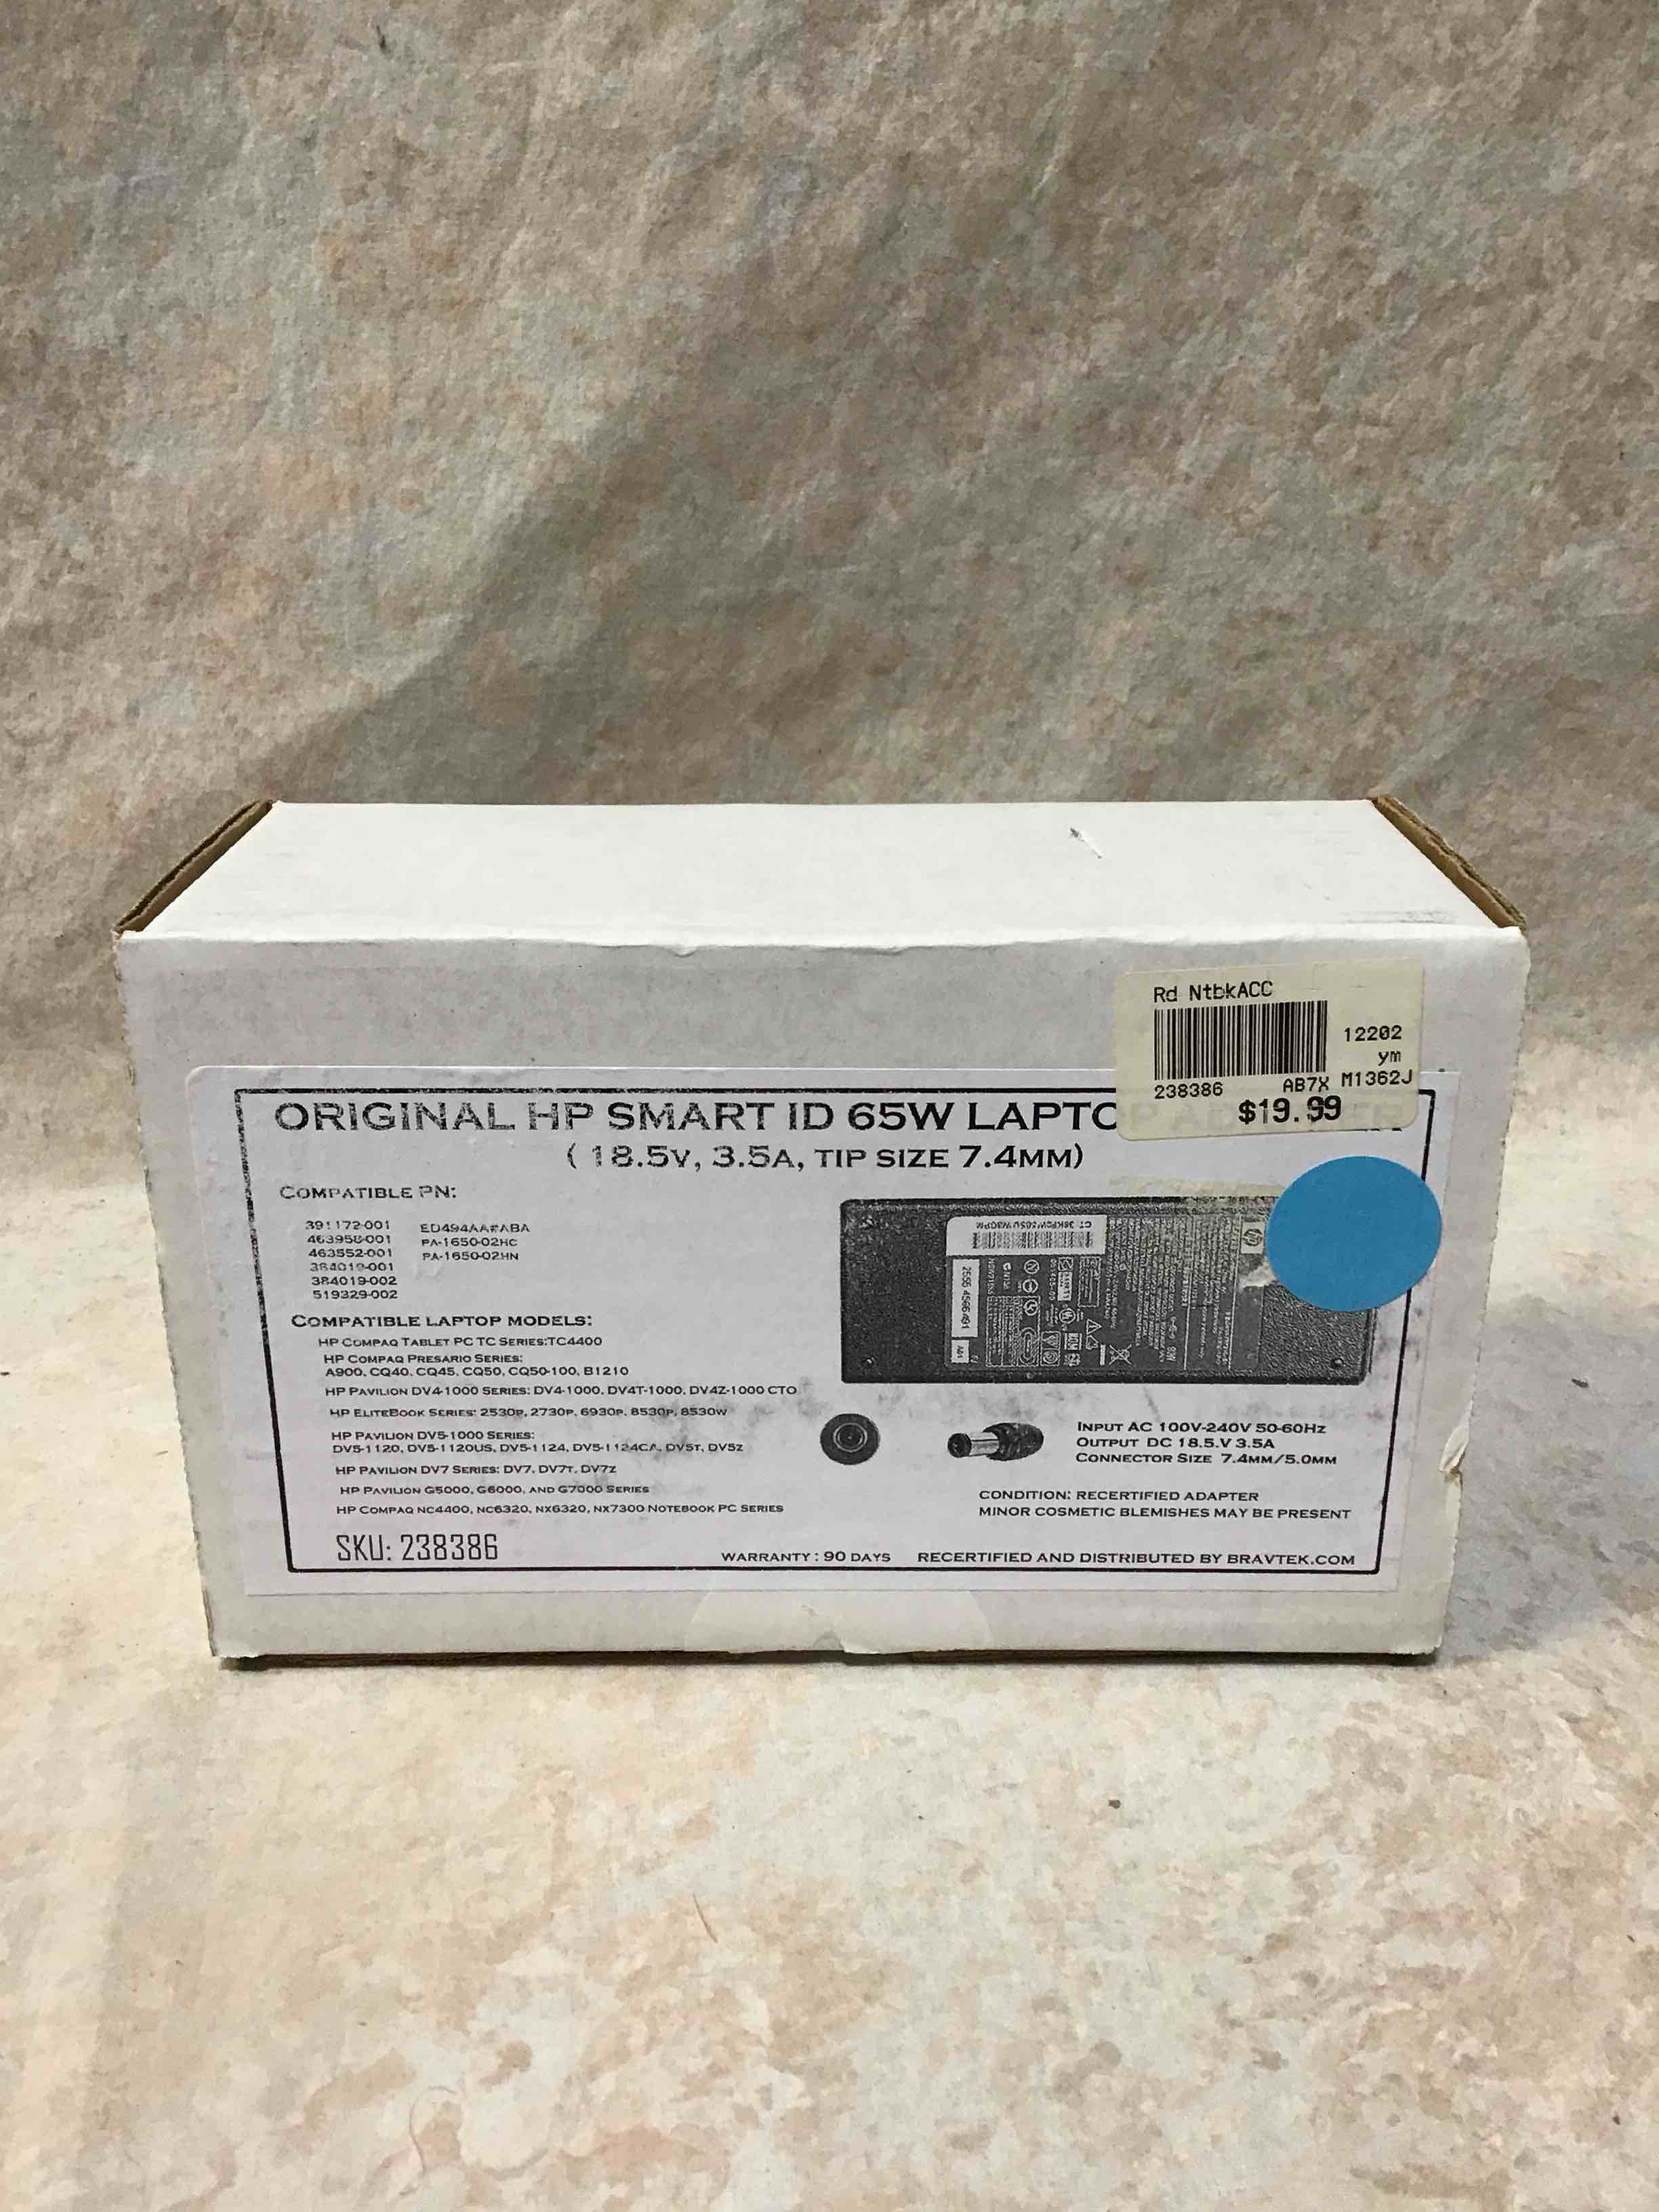 Rd NtbkACC
12202
ym
238386 AB7X M1362J
$19.99
ORIGINAL HP SMART ID 65W LAPTO
( 18.5V, 3.5A, TIP SIZE 7.4MM)
COMPATIBLE PN:
391172-001 ED494AA#ABA
463958-001 PA-1650-02HC
463552-001 PA-1650-02HN
384019-001
384019-002
519329-002
COMPATIBLE LAPTOP MODELS:
HP COMPAQ TABLET PC TC SERIES:TC4400
HP COMPAQ PRESARIO SERIES:
A900, CQ40, CQ45, CQ50, CQ50-100, B1210
HP PAVILION DV4-1000 SERIES: DV4-1000, DV4T-1000, DV4Z-1000 CTO
HP ELITEBOOK SERIES: 2530P, 2730P, 6930P, 8530P, 8530W
HP PAVILION DV5-1000 SERIES:
DV5-1120, DV5-1120US, DV5-1124, DV5-1124CA, DV5T, DV5Z
HP PAVILION DV7 SERIES: DV7, DV7T, DV7Z
HP PAVILION G5000, G6000, AND G7000 SERIES
HP COMPAQ NC4400, NC6320, NX6320, NX7300 NOTEBOOK PC SERIES
INPUT AC 100V-240V 50-60HZ
OUTPUT DC 18.5.V 3.5A
CONNECTOR SIZE 7.4MM/5.0MM
CONDITION: RECERTIFIED ADAPTER
MINOR COSMETIC BLEMISHES MAY BE PRESENT
SKU: 238386
WARRANTY : 90 DAYS RECERTIFIED AND DISTRIBUTED BY BRAVTEK.COM